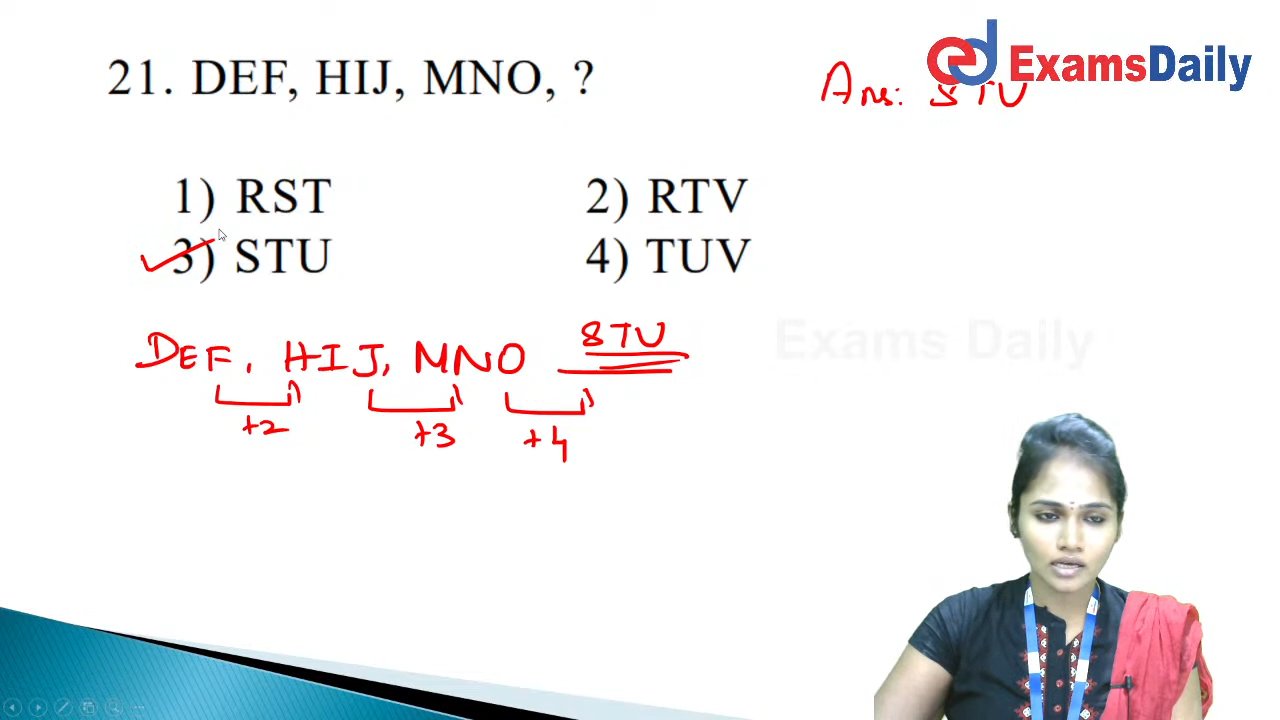 21. DEF, HIJ, MNO, ?
Ans: STU
ExamsDaily
1) RST
2) RTV
3) STU
4) TUV
DEF, HIJ, MNO STU
+2 +3 +4
Exams Daily